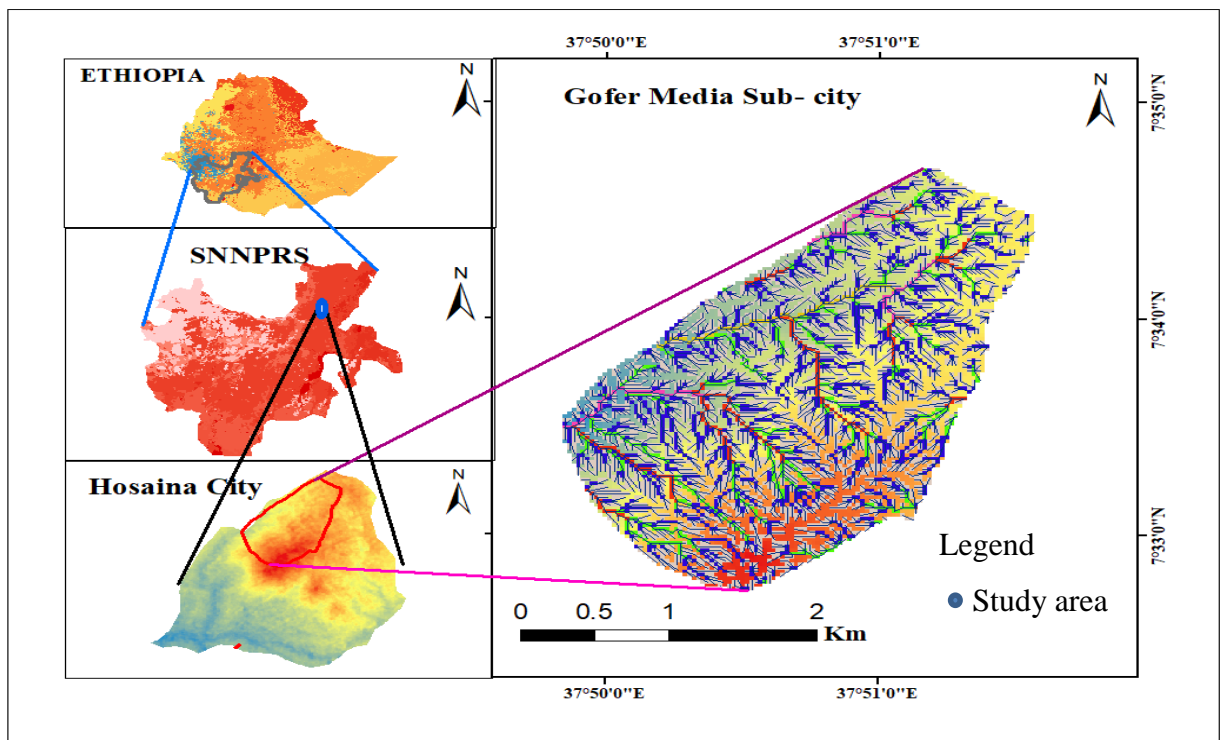 37°50'0"E
37°51'0"E
ETHIOPIA
N
SNNPRS
N
Hosaina City
N
Gofer Media Sub- city
N
7°35'0"N
7°34'0"N
7°33'0"N
Legend
Study area
0 0.5 1 2
Km
37°50'0"E
37°51'0"E